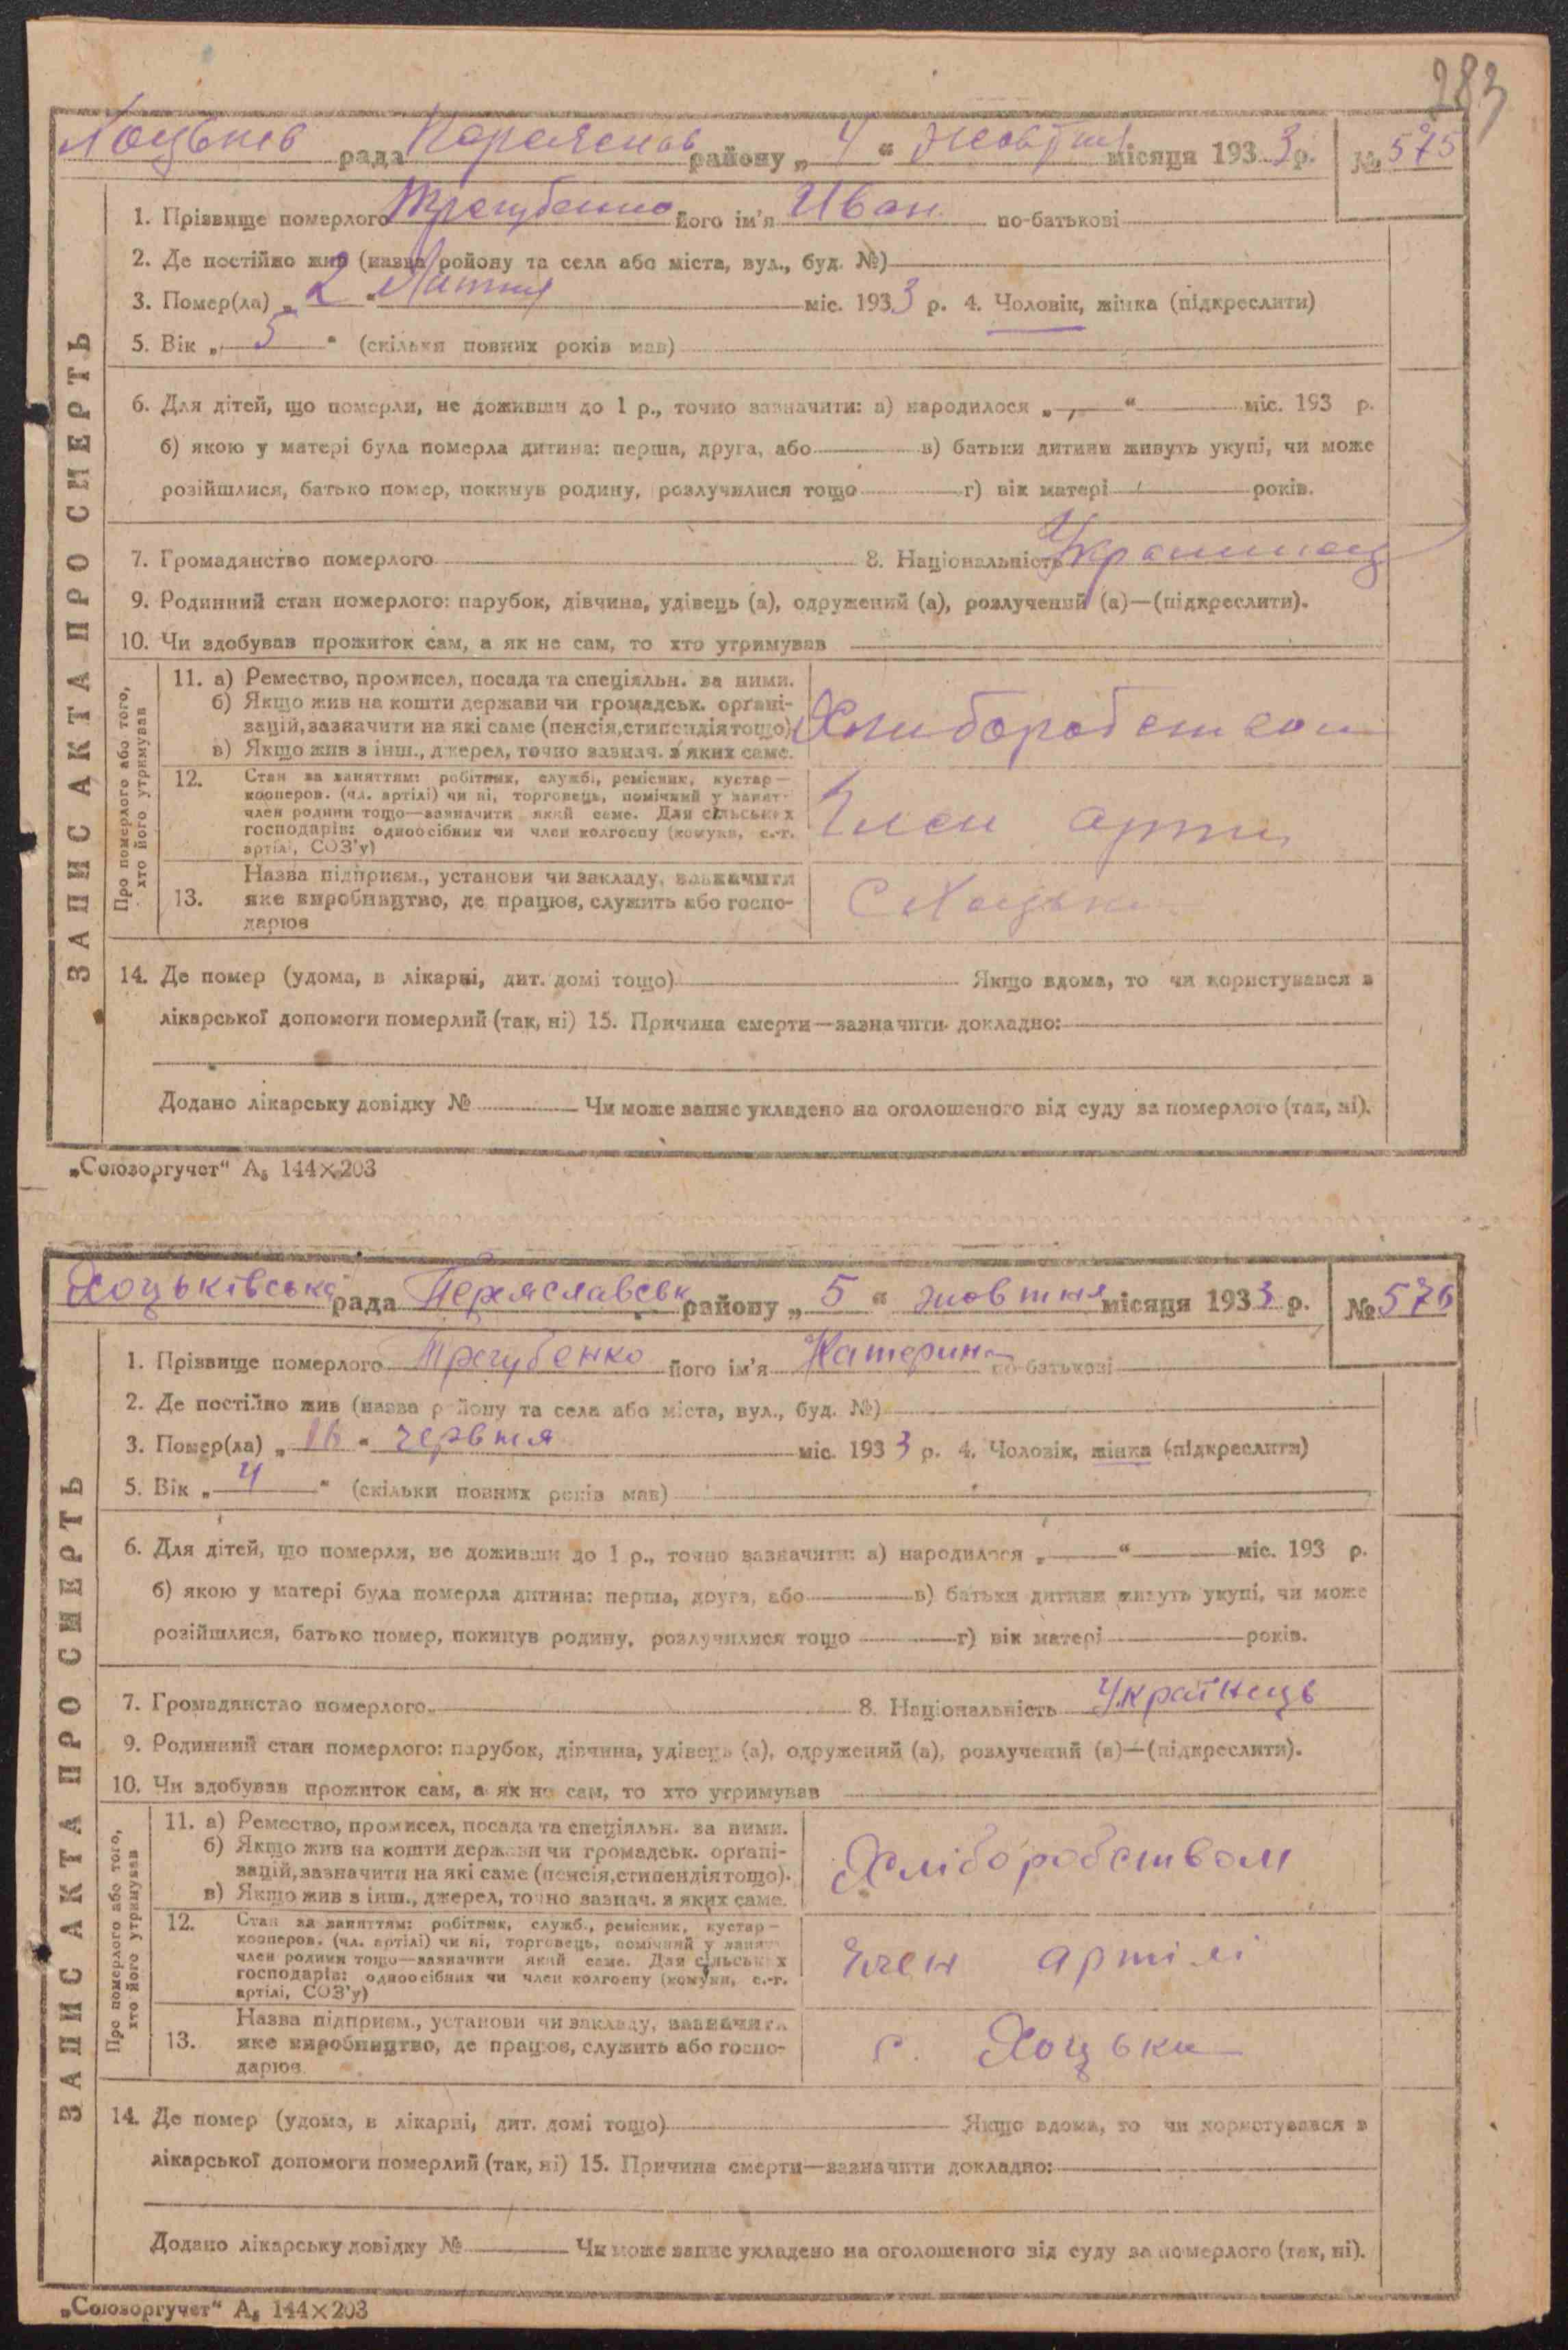 283
Хоцьків рада Переяслав району „ 4 “ Жовтня місяця 1933 р. № 575
ЗАПИС АКТА ПРО СМЕРТЬ
1. Прізвище померлого Трегубенко його ім’я Иван по-батькові
2. Де постійно жив (назва району та села або міста, вул., буд. №)
3. Помер(ла) „ 2 “ Липня міс. 1933 р. 4. Чоловік, жінка (підкреслити)
5. Вік „ 5 “ (скільки повних років мав)
6. Для дітей, що померли, не доживши до 1 р., точно зазначити: а) народилося „ “ міс. 193 р.
б) якою у матері була померла дитина: перша, друга, або в) батьки дитини живуть укупі, чи може
розійшлися, батько помер, покинув родину, розлучилися тощо г) вік матері років.
7. Громадянство померлого 8. Національність
9. Родинний стан померлого: парубок, дівчина, удівець (а), одружений (а), розлучений (а)—(підкреслити).
10. Чи здобував прожиток сам, а як не сам, то хто утримував
Про померлого або того,
хто його утримував
11. а) Ремество, промисел, посада та спеціяльн. за ними.
б) Якщо жив на кошти держави чи громадськ. орґані-
зацій, зазначити на які саме (пенсія, стипендія тощо).
в) Якщо жив з інш., джерел, точно зазнач. з яких саме.
Хлиборобством
12. Стан за заняттям: робітник, служб., ремісник, кустар—
кооперов. (чл. артілі) чи ні, торговець, помічний у занят.
член родини тощо—зазначити який саме. Для сільських
господарів: одноосібник чи член колгоспу (комуни, с.-г.
артілі, СОЗ’у)
Член
13. Назва підприєм., установи чи закладу, зазначити
яке виробництво, де працює, служить або госпо-
дарює
С Хоцьки
14. Де помер (удома, в лікарні, дит. домі тощо) Якщо вдома, то чи користувався з
лікарської допомоги померлий (так, ні) 15. Причина смерти—зазначити докладно:
Додано лікарську довідку № Чи може запис укладено на оголошеного від суду за померлого (так, ні).
„Союзоргучет“ А₅ 144×203
Хоцьківська рада Переяславськ району „ 5 “ жовтня місяця 1933 р. № 576
ЗАПИС АКТА ПРО СМЕРТЬ
1. Прізвище померлого Трегубенко його ім’я Катерина по-батькові
2. Де постійно жив (назва району та села або міста, вул., буд. №)
3. Помер(ла) „ “ червня міс. 1933 р. 4. Чоловік, жінка (підкреслити)
5. Вік „ 4 “ (скільки повних років мав)
6. Для дітей, що померли, не доживши до 1 р., точно зазначити: а) народилося „ “ міс. 193 р.
б) якою у матері була померла дитина: перша, друга, або в) батьки дитини живуть укупі, чи може
розійшлися, батько помер, покинув родину, розлучилися тощо г) вік матері років.
7. Громадянство померлого 8. Національність Українець
9. Родинний стан померлого: парубок, дівчина, удівець (а), одружений (а), розлучений (а)—(підкреслити).
10. Чи здобував прожиток сам, а як не сам, то хто утримував
Про померлого або того,
хто його утримував
11. а) Ремество, промисел, посада та спеціяльн. за ними.
б) Якщо жив на кошти держави чи громадськ. орґані-
зацій, зазначити на які саме (пенсія, стипендія тощо).
в) Якщо жив з інш., джерел, точно зазнач. з яких саме.
Хліборобством
12. Стан за заняттям: робітник, служб., ремісник, кустар—
кооперов. (чл. артілі) чи ні, торговець, помічний у занят.
член родини тощо—зазначити який саме. Для сільських
господарів: одноосібник чи член колгоспу (комуни, с.-г.
артілі, СОЗ’у)
член артілі
13. Назва підприєм., установи чи закладу, зазначити
яке виробництво, де працює, служить або госпо-
дарює
с. Хоцьки
14. Де помер (удома, в лікарні, дит. домі тощо) Якщо вдома, то чи користувався з
лікарської допомоги померлий (так, ні) 15. Причина смерти—зазначити докладно:
Додано лікарську довідку № Чи може запис укладено на оголошеного від суду за померлого (так, ні).
„Союзоргучет“ А₅ 144×203